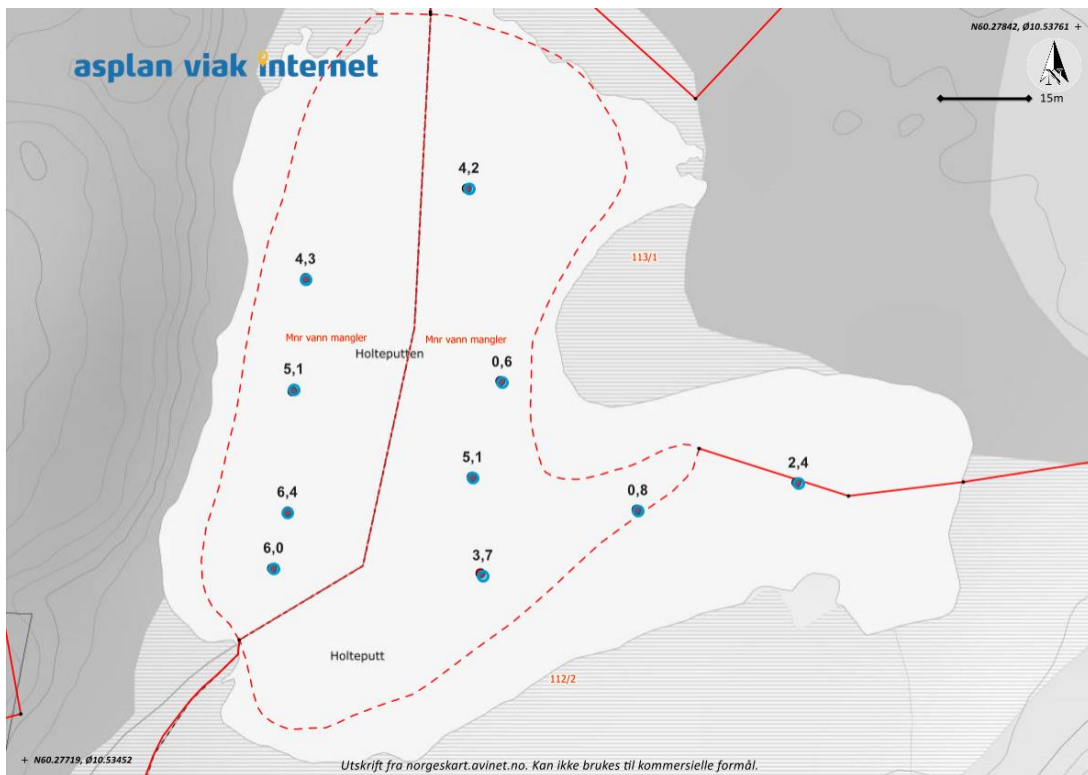 N60.27842, Ø10.53761 +
asplan viak internet
N
15m
4,2
113/1
4,3
Mnr vann mangler
Mnr vann mangler
Holteputten
0,6
5,1
5,1
2,4
6,4
0,8
6,0
3,7
Holteputt
112/2
+ N60.27719, Ø10.53452
Utskrift fra norgeskart.avinet.no. Kan ikke brukes til kommersielle formål.